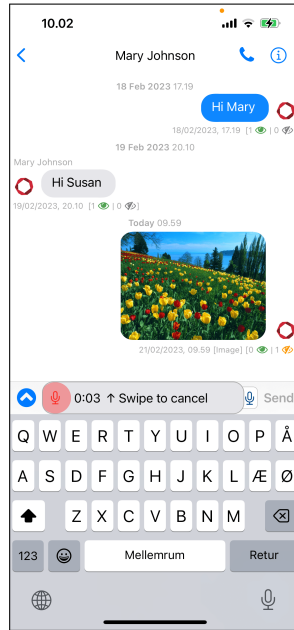 10.02
Mary Johnson
18 Feb 2023 17.19
Hi Mary
18/02/2023, 17.19 [1 | 0 ]
19 Feb 2023 20.10
Mary Johnson
Hi Susan
19/02/2023, 20.10 [1 | 0 ]
Today 09.59
21/02/2023, 09.59 [Image] [0 | 1
0:03 ↑ Swipe to cancel Send
Q W E R T Y U I O P Å
A S D F G H J K L Æ Ø
Z X C V B N M
123 Mellemrum Retur